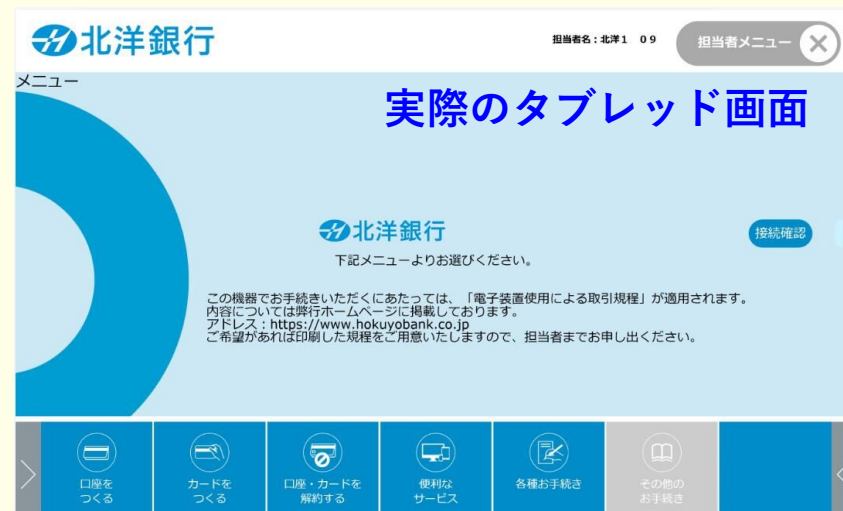 北洋銀行
担当者名：北洋１ ０９
担当者メニュー
メニュー
実際のタブレッド画面
北洋銀行
接続確認
下記メニューよりお選びください。
この機器でお手続きいただくにあたっては、「電子装置使用による取引規程」が適用されます。
内容については弊行ホームページに掲載しております。
アドレス：https://www.hokuyobank.co.jp
ご希望があれば印刷した規程をご用意いたしますので、担当者までお申し出ください。
口座を
つくる
カードを
つくる
口座・カードを
解約する
便利な
サービス
各種お手続き
その他の
お手続き